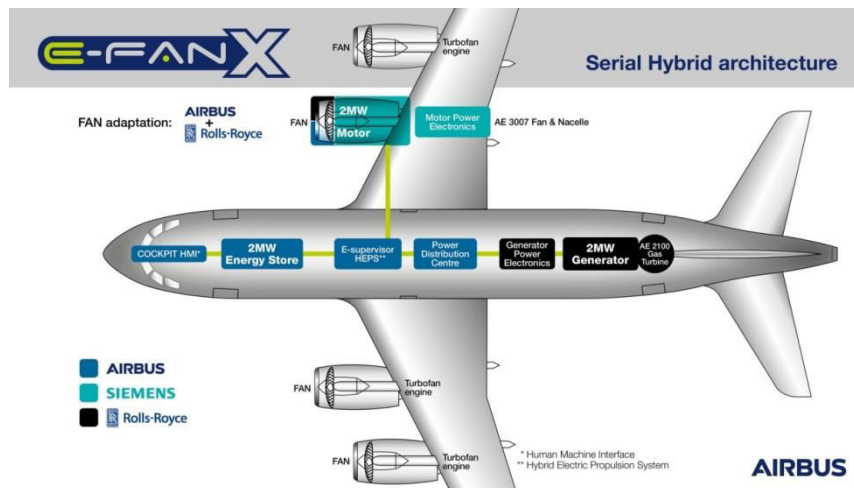 E-FAN X
Serial Hybrid architecture
FAN
Turbofan
engine
FAN adaptation:
AIRBUS
+
Rolls-Royce
FAN
2MW
Motor
Motor Power
Electronics
AE 3007 Fan & Nacelle
COCKPIT HMI*
2MW
Energy Store
E-supervisor
HEPS**
Power
Distribution
Centre
Generator
Power
Electronics
2MW
Generator
AE 2100
Gas
Turbine
AIRBUS
SIEMENS
Rolls-Royce
FAN
Turbofan
engine
FAN
Turbofan
engine
* Human Machine Interface
** Hybrid Electric Propulsion System
AIRBUS